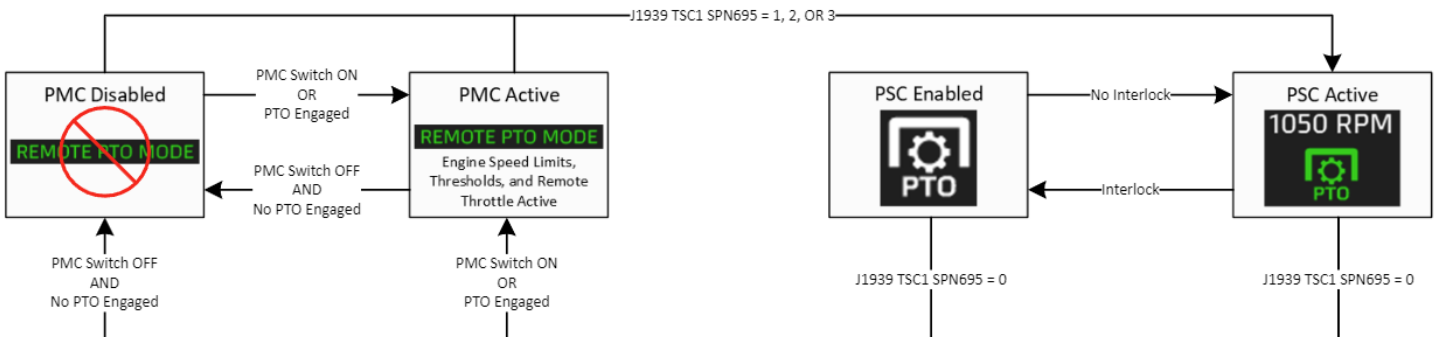 J1939 TSC1 SPN695 = 1, 2, OR 3
PMC Disabled
REMOTE PTO MODE
PMC Switch ON
OR
PTO Engaged
PMC Switch OFF
AND
No PTO Engaged
PMC Active
REMOTE PTO MODE
Engine Speed Limits,
Thresholds, and Remote
Throttle Active
PSC Enabled
PTO
No Interlock
Interlock
PSC Active
1050 RPM
PTO
PMC Switch OFF
AND
No PTO Engaged
PMC Switch ON
OR
PTO Engaged
J1939 TSC1 SPN695 = 0
J1939 TSC1 SPN695 = 0